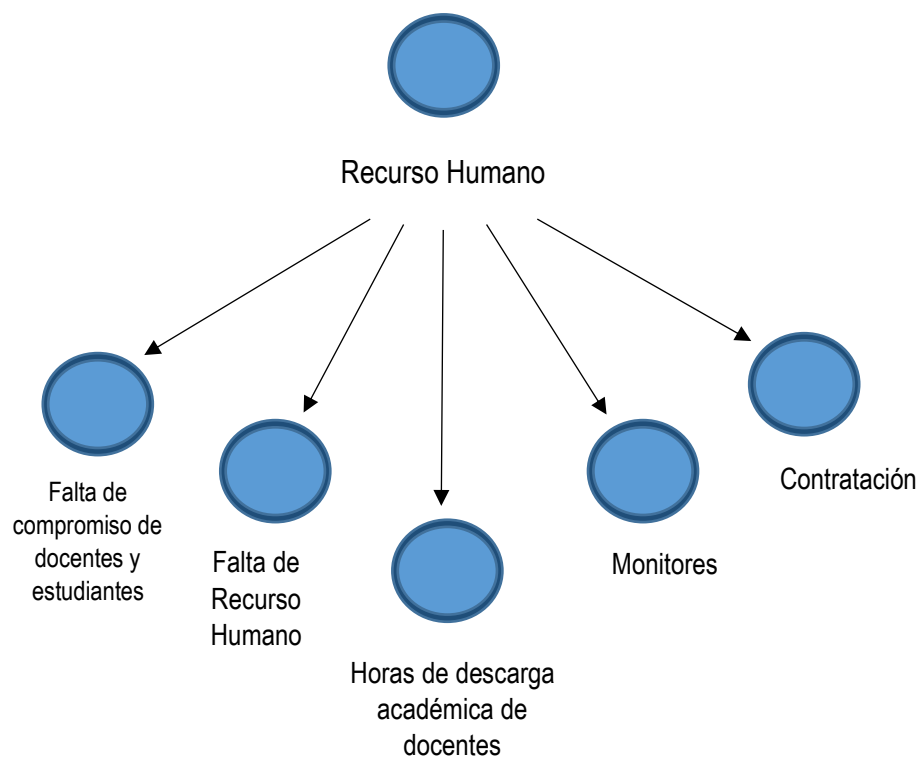 Recurso Humano
Falta de
compromiso de
docentes y
estudiantes
Falta de
Recurso
Humano
Horas de descarga
académica de
docentes
Monitores
Contratación